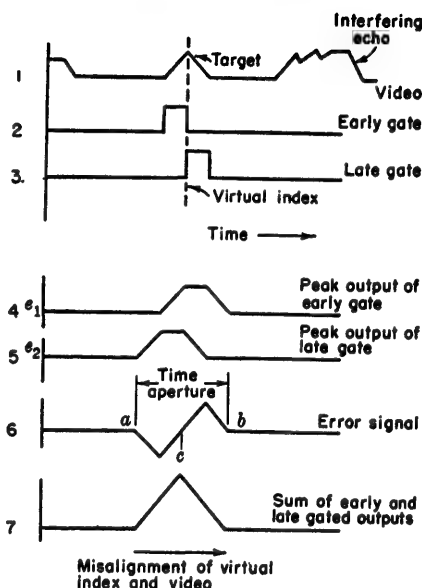 Interfering
echo
Target
1
Video
2
Early gate
3.
Late gate
Virtual index
Time
4 e1
Peak output of
early gate
5 e2
Peak output of
late gate
Time
aperture
a
b
6
Error signal
c
7
Sum of early and
late gated outputs
Misalignment of virtual
index and video